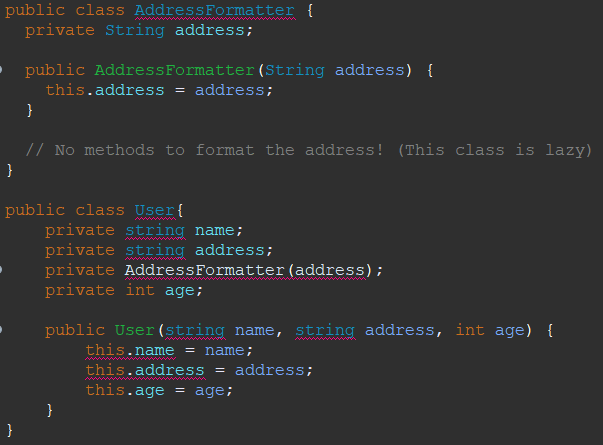 public class AddressFormatter {
  private String address;

  public AddressFormatter(String address) {
    this.address = address;
  }

  // No methods to format the address! (This class is lazy)
}

public class User{
    private string name;
    private string address;
    private AddressFormatter(address);
    private int age;

    public User(string name, string address, int age) {
        this.name = name;
        this.address = address;
        this.age = age;
    }
}